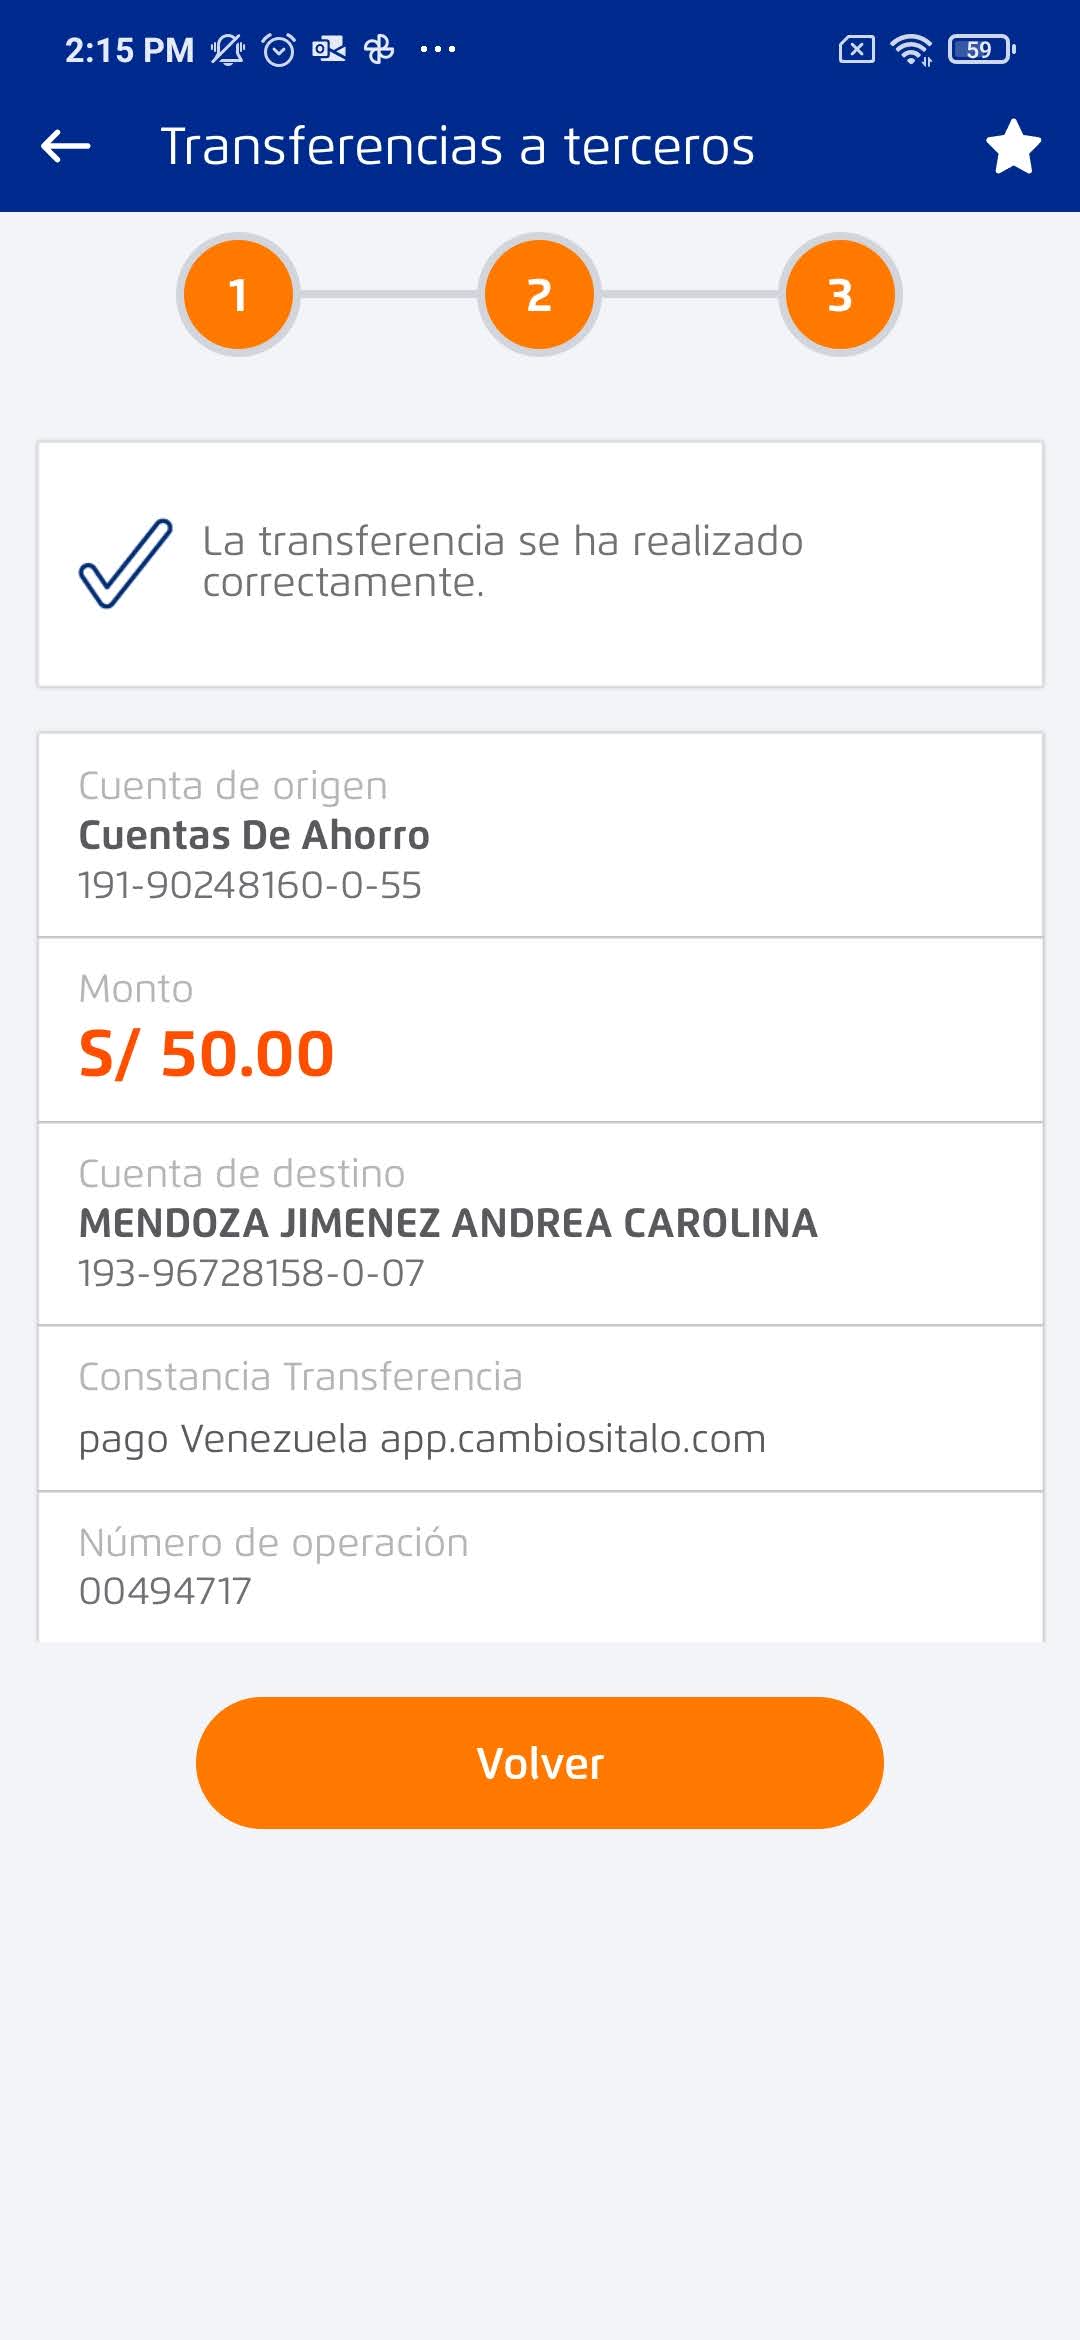 2:15 PM
59
Transferencias a terceros
1
2
3
La transferencia se ha realizado
correctamente.
Cuenta de origen
Cuentas De Ahorro
191-90248160-0-55
Monto
S/ 50.00
Cuenta de destino
MENDOZA JIMENEZ ANDREA CAROLINA
193-96728158-0-07
Constancia Transferencia
pago Venezuela app.cambiositalo.com
Número de operación
00494717
Volver